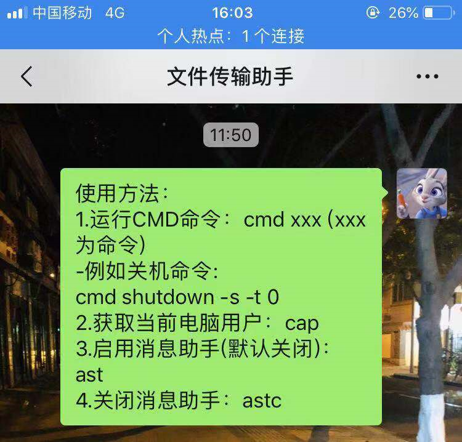 中国移动 4G 16:03 26%
个人热点：1 个连接
文件传输助手
11:50
使用方法：
1.运行CMD命令：cmd xxx (xxx
为命令)
-例如关机命令:
cmd shutdown -s -t 0
2.获取当前电脑用户：cap
3.启用消息助手(默认关闭)：
ast
4.关闭消息助手：astc